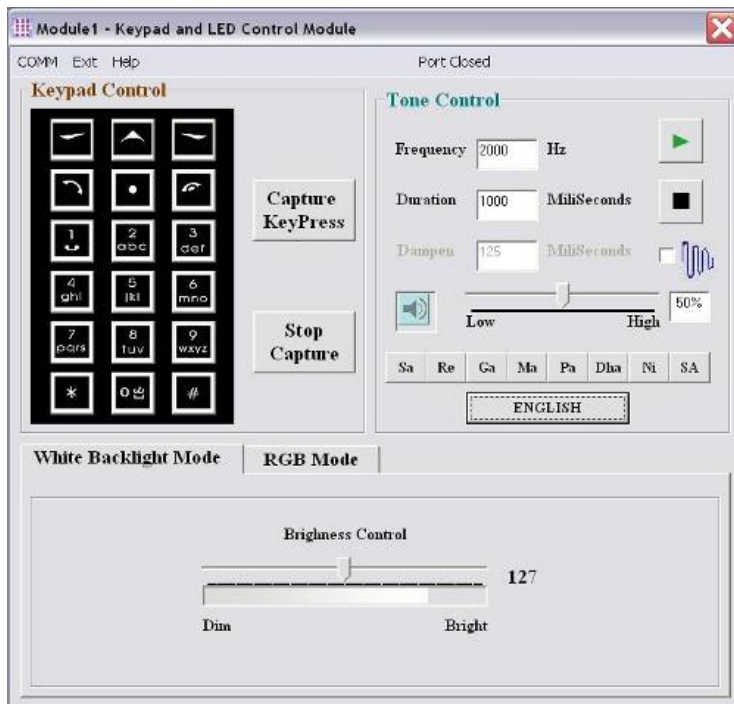 Module1 - Keypad and LED Control Module
COMM Exit Help Port Closed
Keypad Control
1
2 abc
3 def
4 ghi
5 jkl
6 mno
7 pqrs
8 tuv
9 wxyz
* 0 #
Capture
KeyPress
Stop
Capture
Tone Control
Frequency 2000 Hz
Duration 1000 MiliSeconds
Dampen 125 MiliSeconds
50%
Low High
Sa Re Ga Ma Pa Dha Ni SA
ENGLISH
White Backlight Mode RGB Mode
Brighness Control
127
Dim Bright